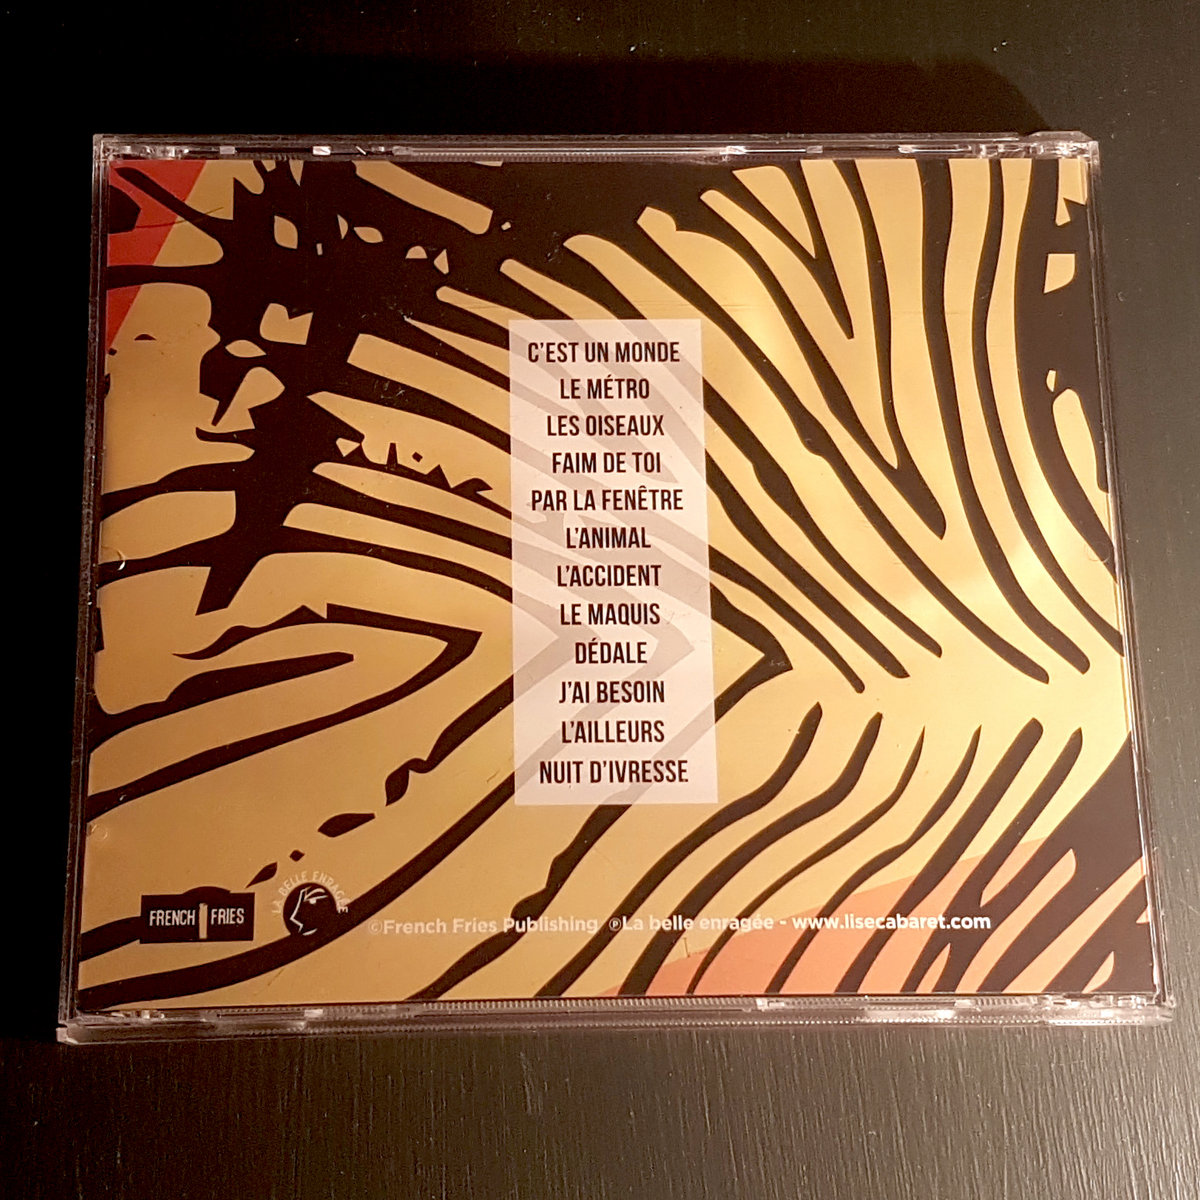 C'EST UN MONDE
LE MÉTRO
LES OISEAUX
FAIM DE TOI
PAR LA FENÊTRE
L'ANIMAL
L'ACCIDENT
LE MAQUIS
DÉDALE
J'AI BESOIN
L'AILLEURS
NUIT D'IVRESSE
FRENCH FRIES
LA BELLE ENRAGÉE
©French Fries Publishing ℗La belle enragée - www.lisecabaret.com